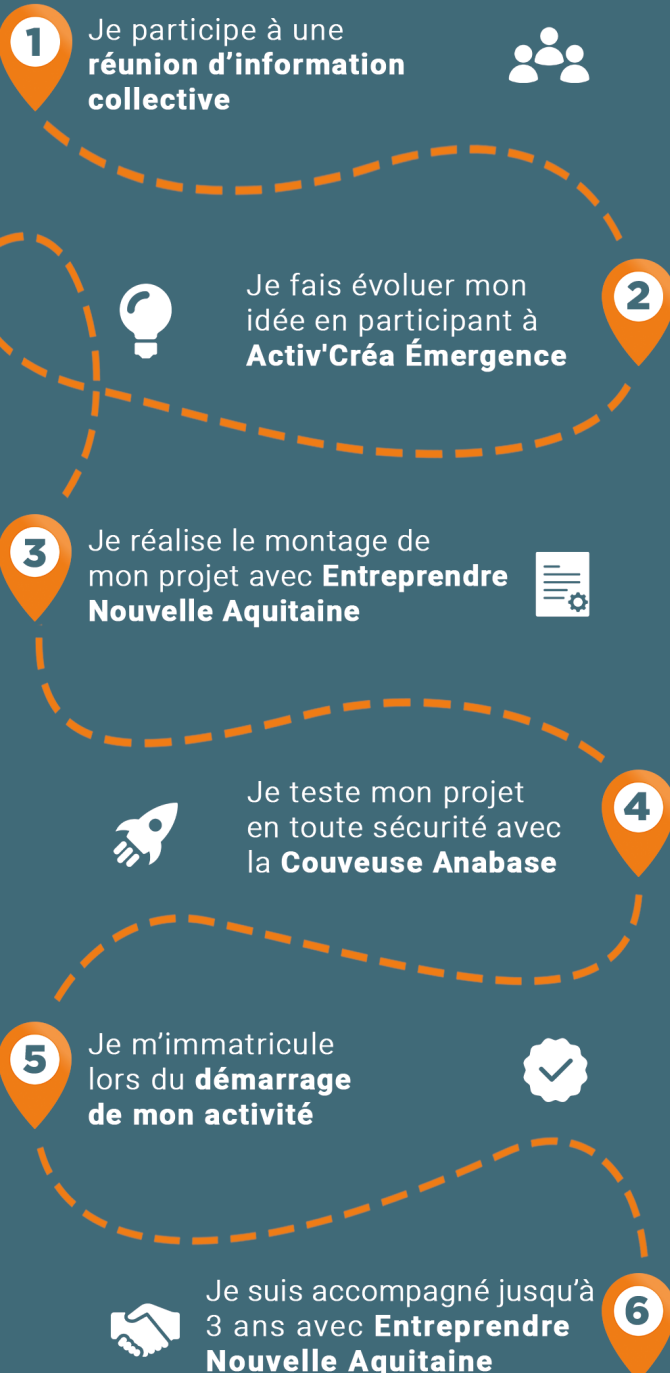 1
Je participe à une
réunion d’information
collective
2
Je fais évoluer mon
idée en participant à
Activ'Créa Émergence
3
Je réalise le montage de
mon projet avec Entreprendre
Nouvelle Aquitaine
4
Je teste mon projet
en toute sécurité avec
la Couveuse Anabase
5
Je m’immatricule
lors du démarrage
de mon activité
6
Je suis accompagné jusqu’à
3 ans avec Entreprendre
Nouvelle Aquitaine